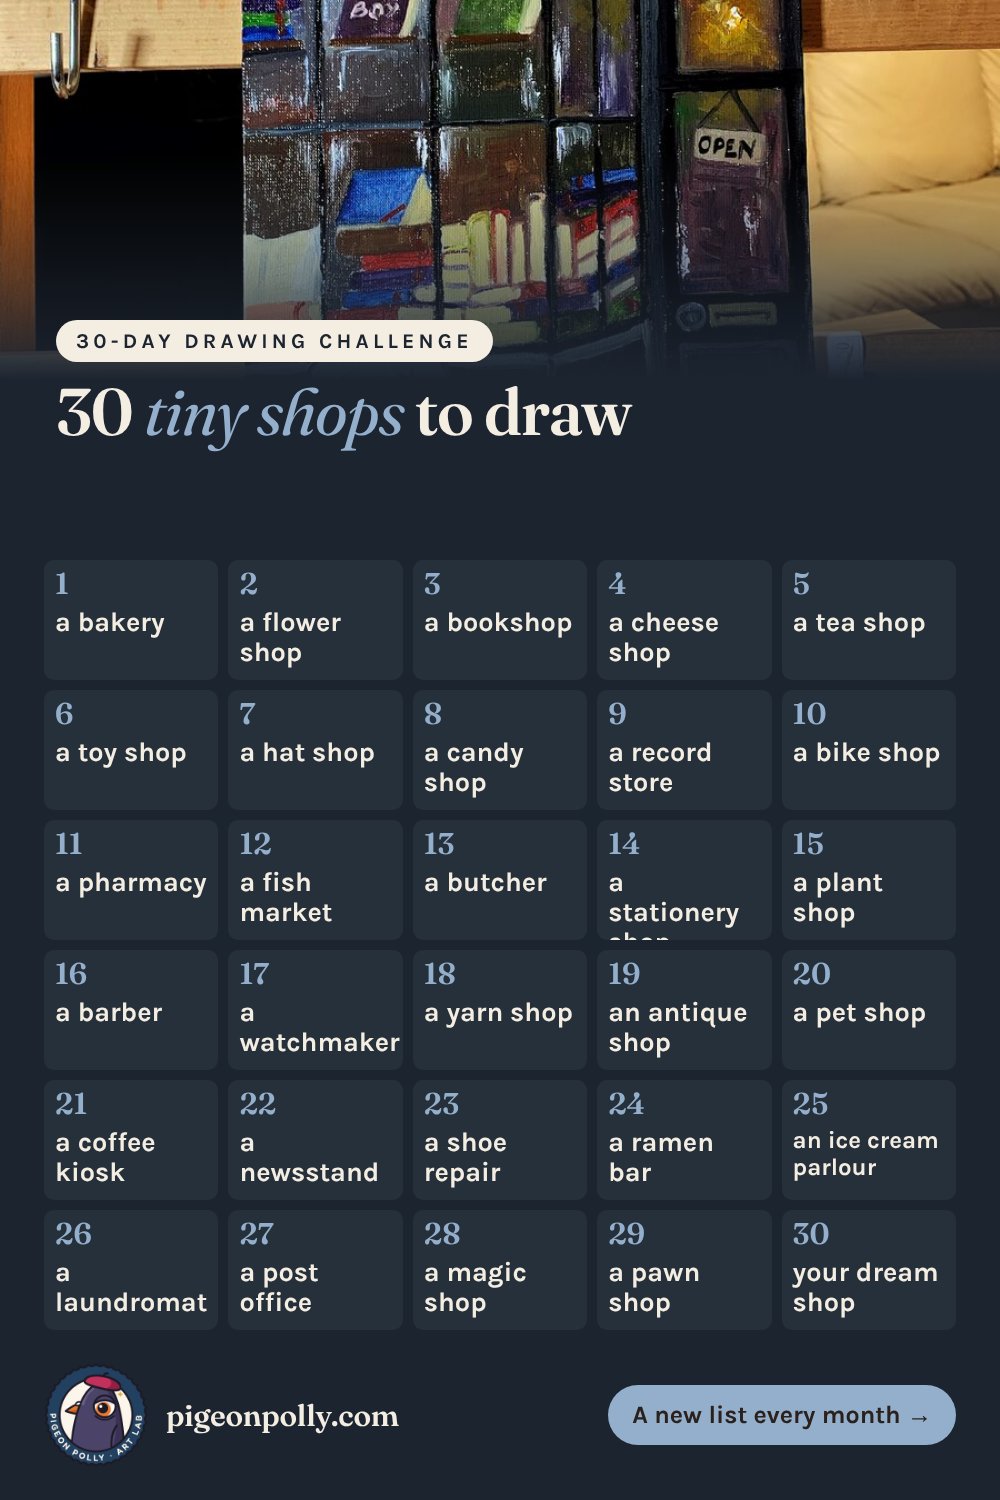 BOX
OPEN
30-DAY DRAWING CHALLENGE
30 tiny shops to draw
1
a bakery
2
a flower
shop
3
a bookshop
4
a cheese
shop
5
a tea shop
6
a toy shop
7
a hat shop
8
a candy
shop
9
a record
store
10
a bike shop
11
a pharmacy
12
a fish
market
13
a butcher
14
a
stationery
shop
15
a plant
shop
16
a barber
17
a
watchmaker
18
a yarn shop
19
an antique
shop
20
a pet shop
21
a coffee
kiosk
22
a
newsstand
23
a shoe
repair
24
a ramen
bar
25
an ice cream
parlour
26
a
laundromat
27
a post
office
28
a magic
shop
29
a pawn
shop
30
your dream
shop
PIGEON POLLY · ART LAB
pigeonpolly.com
A new list every month →